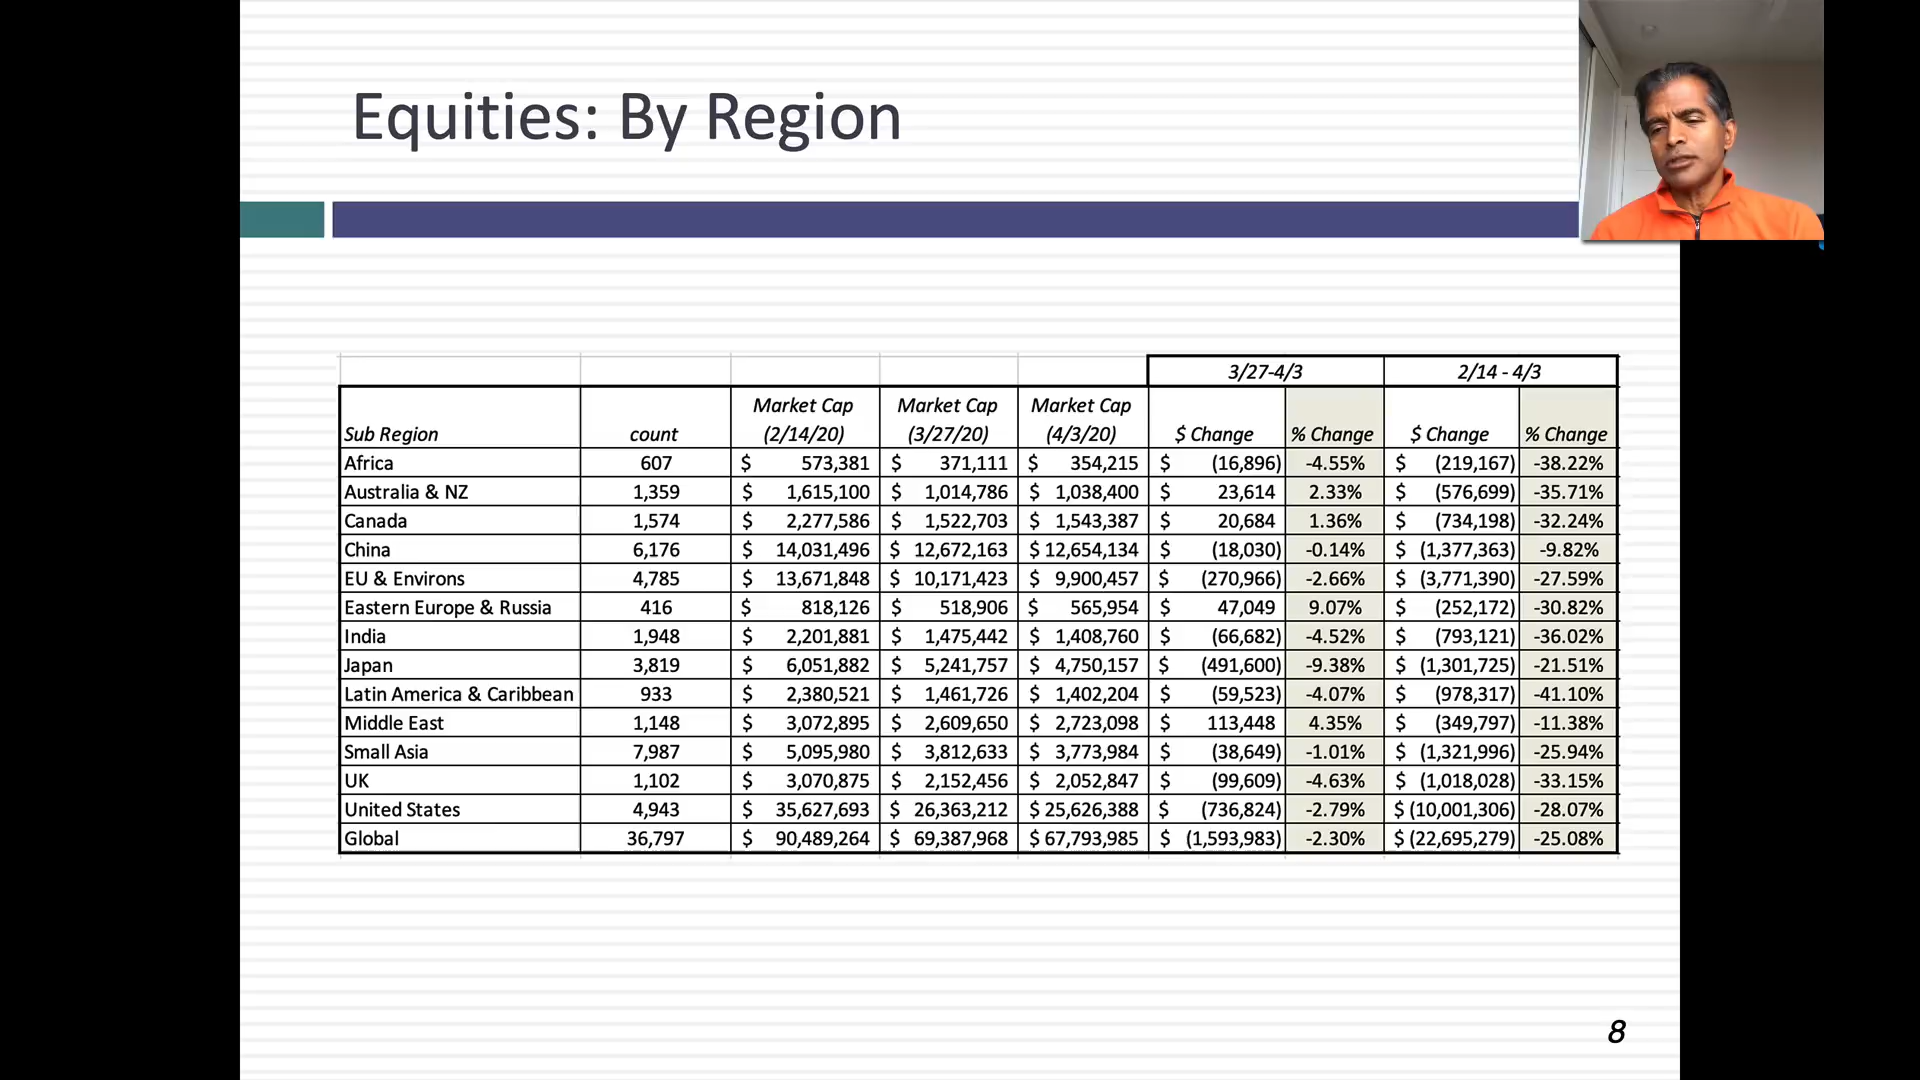 Equities: By Region
3/27-4/3 2/14 - 4/3
Market Cap Market Cap Market Cap
Sub Region count (2/14/20) (3/27/20) (4/3/20) $ Change % Change $ Change % Change
Africa 607 $ 573,381 $ 371,111 $ 354,215 $ (16,896) -4.55% $ (219,167) -38.22%
Australia & NZ 1,359 $ 1,615,100 $ 1,014,786 $ 1,038,400 $ 23,614 2.33% $ (576,699) -35.71%
Canada 1,574 $ 2,277,586 $ 1,522,703 $ 1,543,387 $ 20,684 1.36% $ (734,198) -32.24%
China 6,176 $ 14,031,496 $ 12,672,163 $ 12,654,134 $ (18,030) -0.14% $ (1,377,363) -9.82%
EU & Environs 4,785 $ 13,671,848 $ 10,171,423 $ 9,900,457 $ (270,966) -2.66% $ (3,771,390) -27.59%
Eastern Europe & Russia 416 $ 818,126 $ 518,906 $ 565,954 $ 47,049 9.07% $ (252,172) -30.82%
India 1,948 $ 2,201,881 $ 1,475,442 $ 1,408,760 $ (66,682) -4.52% $ (793,121) -36.02%
Japan 3,819 $ 6,051,882 $ 5,241,757 $ 4,750,157 $ (491,600) -9.38% $ (1,301,725) -21.51%
Latin America & Caribbean 933 $ 2,380,521 $ 1,461,726 $ 1,402,204 $ (59,523) -4.07% $ (978,317) -41.10%
Middle East 1,148 $ 3,072,895 $ 2,609,650 $ 2,723,098 $ 113,448 4.35% $ (349,797) -11.38%
Small Asia 7,987 $ 5,095,980 $ 3,812,633 $ 3,773,984 $ (38,649) -1.01% $ (1,321,996) -25.94%
UK 1,102 $ 3,070,875 $ 2,152,456 $ 2,052,847 $ (99,609) -4.63% $ (1,018,028) -33.15%
United States 4,943 $ 35,627,693 $ 26,363,212 $ 25,626,388 $ (736,824) -2.79% $ (10,001,306) -28.07%
Global 36,797 $ 90,489,264 $ 69,387,968 $ 67,793,985 $ (1,593,983) -2.30% $ (22,695,279) -25.08%
8